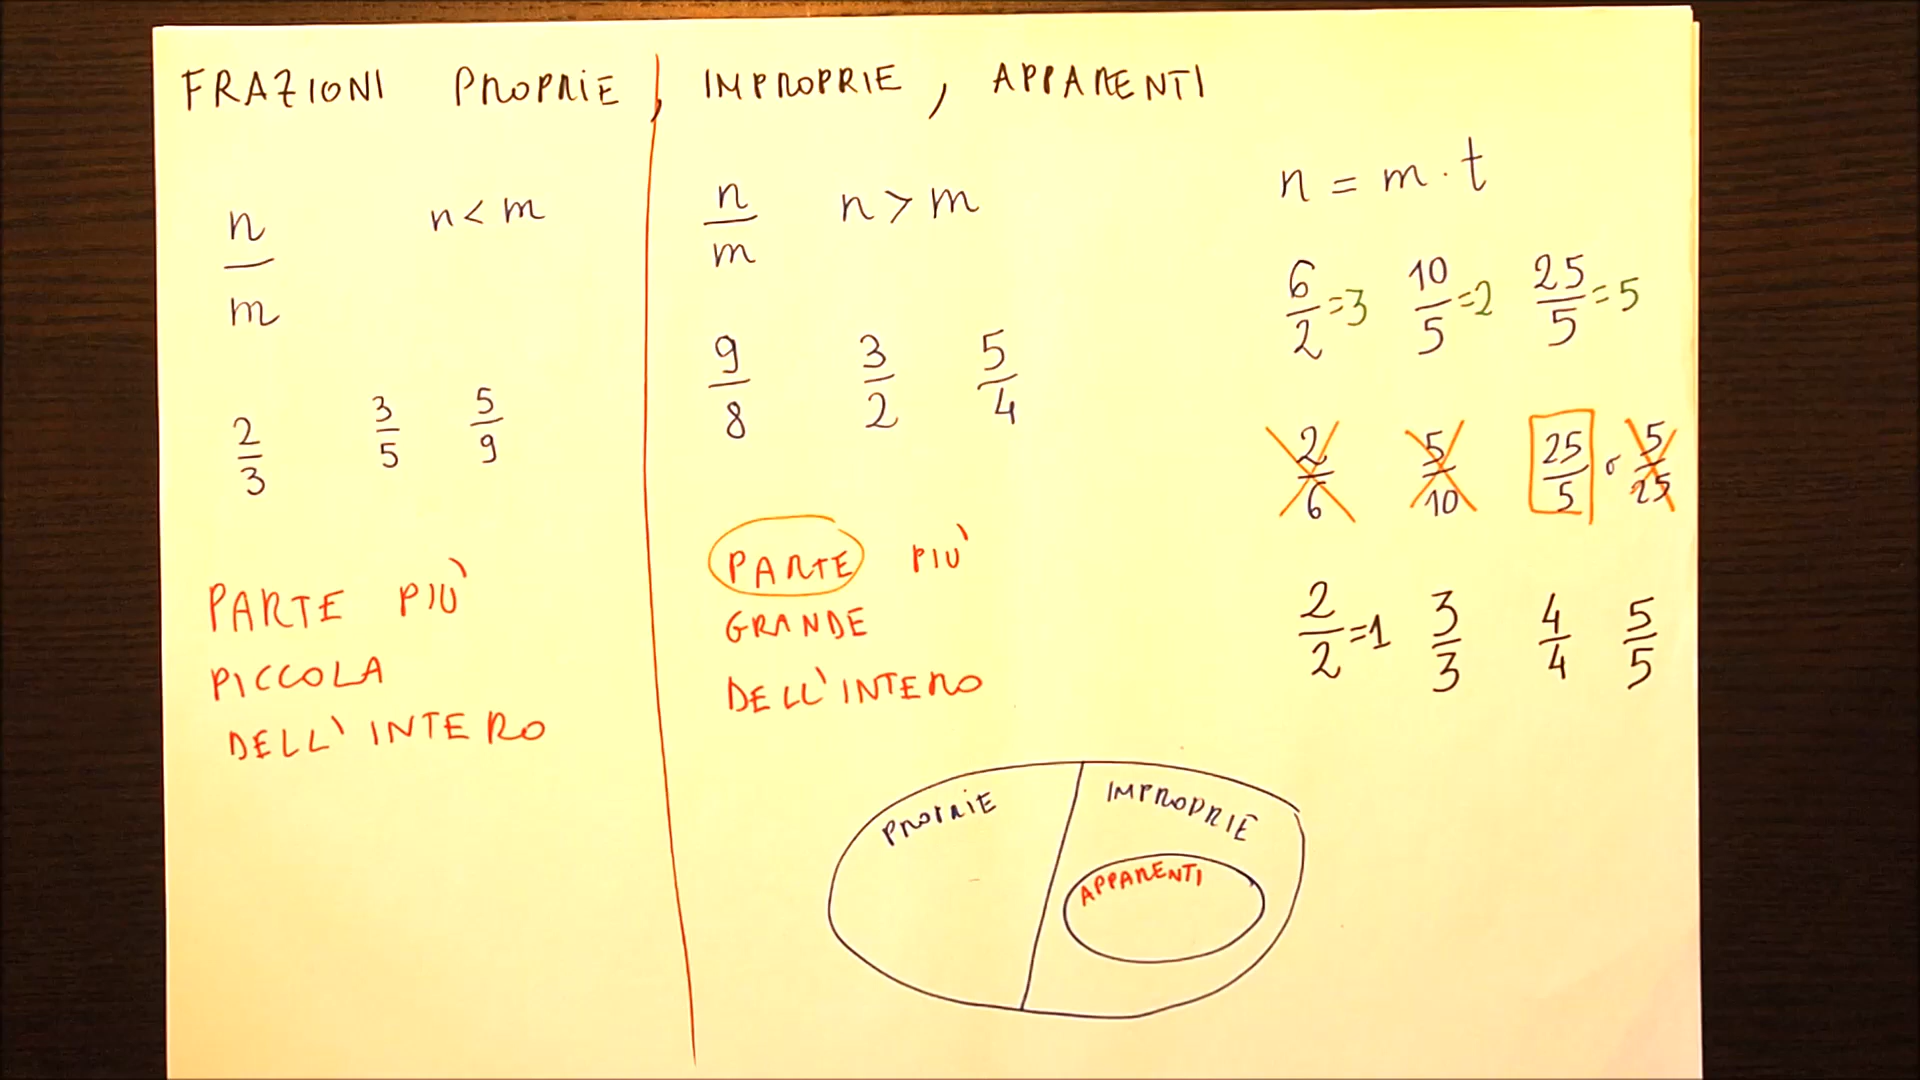 FRAZIONI PROPRIE, IMPROPRIE, APPARENTI
n/m n < m
2/3 3/5 5/9
PARTE PIU'
PICCOLA
DELL' INTERO
n/m n > m
9/8 3/2 5/4
PARTE PIU'
GRANDE
DELL'INTERO
n = m · t
6/2 =3 10/5 =2 25/5 =5
2/6 5/10 25/5 o 5/25
2/2 =1 3/3 4/4 5/5
PROPRIE IMPROPRIE
APPARENTI